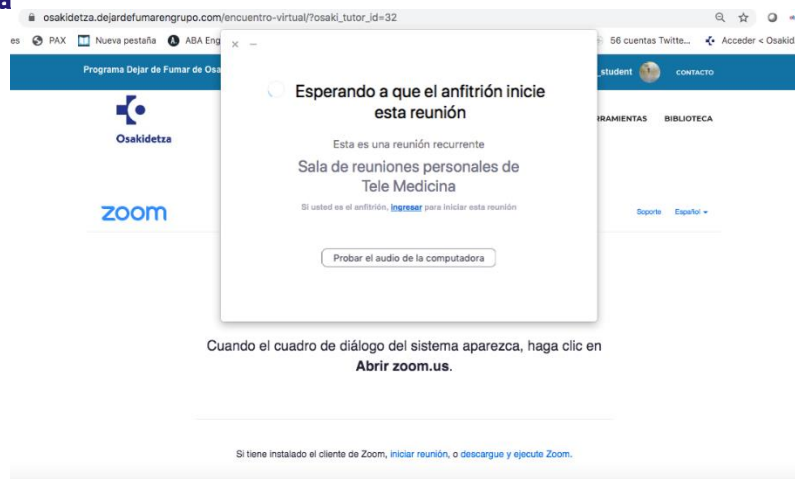 osakidetza.dejardefumarengrupo.com/encuentro-virtual/?osaki_tutor_id=32
es PAX Nueva pestaña ABA Eng 56 cuentas Twitte... Acceder < Osakid
Programa Dejar de Fumar de Osa _student CONTACTO
Esperando a que el anfitrión inicie
esta reunión
Osakidetza
RRAMIENTAS BIBLIOTECA
Esta es una reunión recurrente
Sala de reuniones personales de
Tele Medicina
Si usted es el anfitrión, ingresar para iniciar esta reunión
zoom Soporte Español
Probar el audio de la computadora
Cuando el cuadro de diálogo del sistema aparezca, haga clic en
Abrir zoom.us.
Si tiene instalado el cliente de Zoom, iniciar reunión, o descargue y ejecute Zoom.